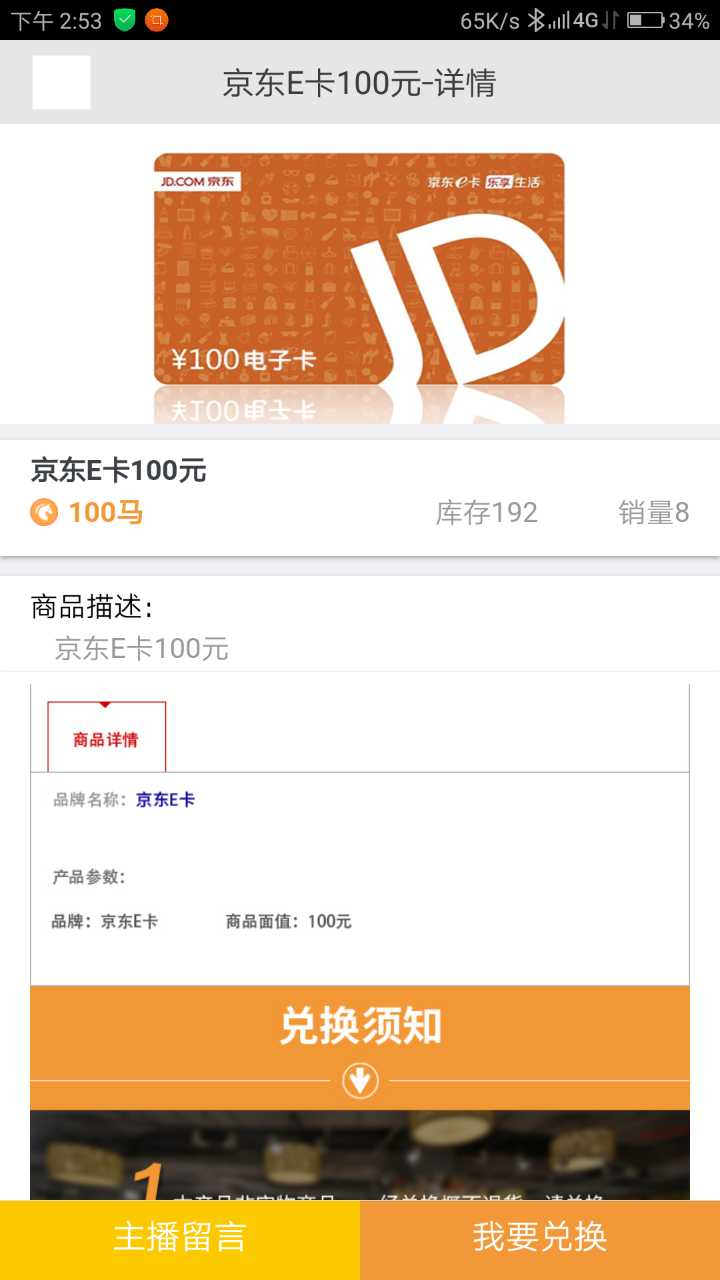 下午 2:53
65K/s 4G 34%
京东E卡100元-详情
JD.COM 京东
京东e卡 乐享生活
JD
¥100电子卡
京东E卡100元
100马 库存192 销量8
商品描述：
京东E卡100元
商品详情
品牌名称：京东E卡
产品参数：
品牌：京东E卡 商品面值：100元
兑换须知
1
主播留言 我要兑换